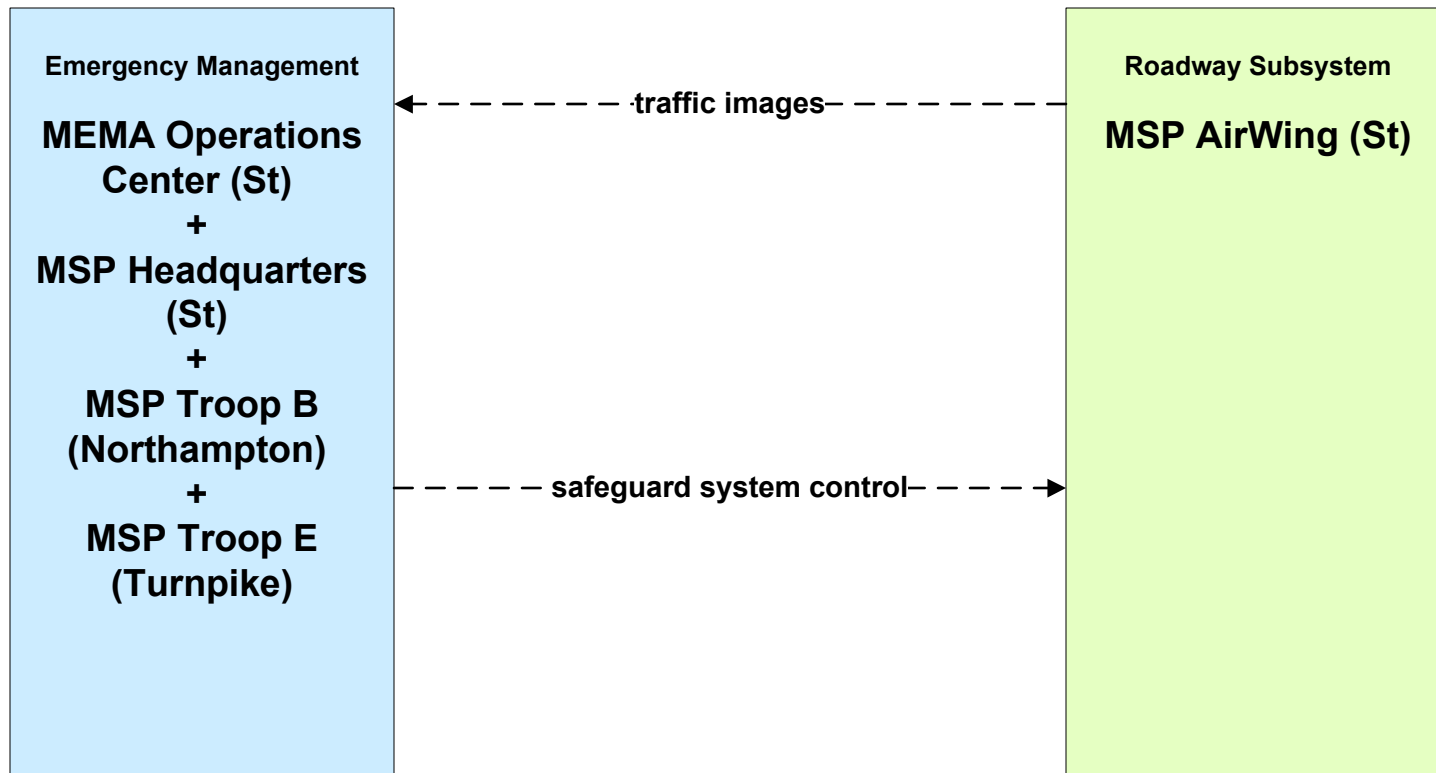 Emergency Management
MEMA Operations
Center (St)
+
MSP Headquarters
(St)
+
MSP Troop B
(Northampton)
+
MSP Troop E
(Turnpike)
traffic images
safeguard system control
Roadway Subsystem
MSP AirWing (St)